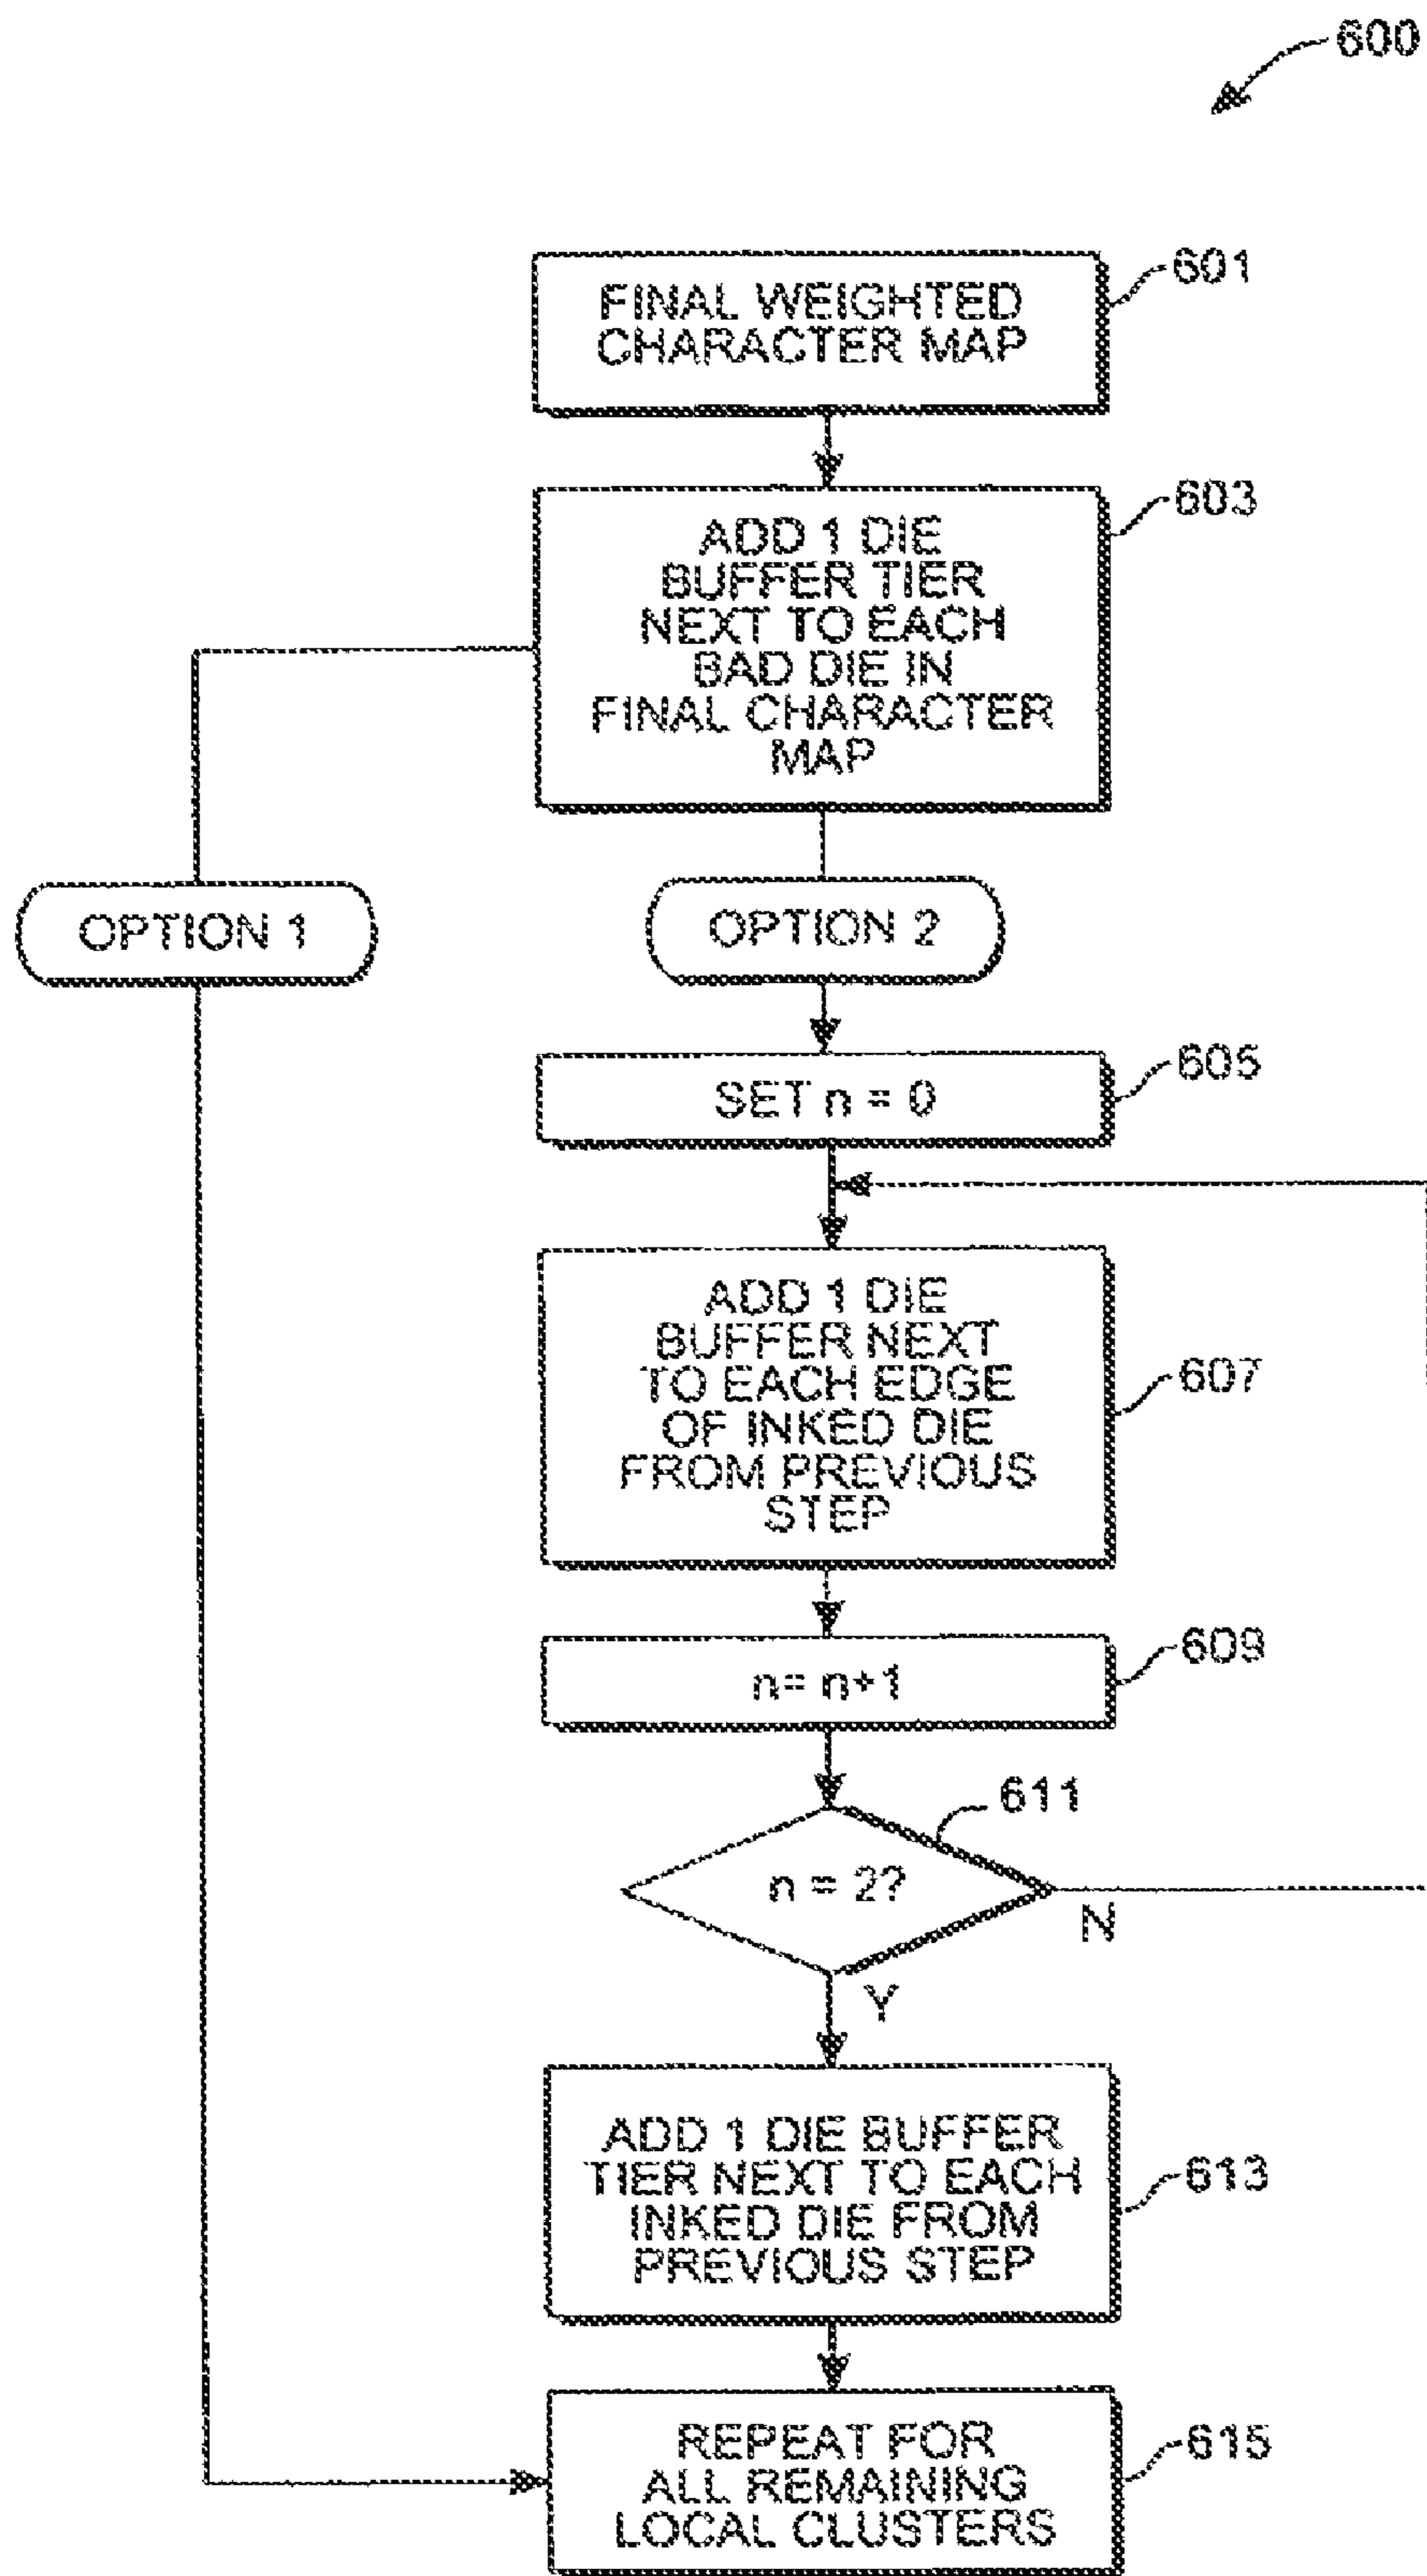 600
FINAL WEIGHTED
CHARACTER MAP
601
ADD 1 DIE
BUFFER TIER
NEXT TO EACH
BAD DIE IN
FINAL CHARACTER
MAP
603
OPTION 1
OPTION 2
SET n = 0
605
ADD 1 DIE
BUFFER NEXT
TO EACH EDGE
OF INKED DIE
FROM PREVIOUS
STEP
607
n= n+1
609
611
n = 2?
N
Y
ADD 1 DIE BUFFER
TIER NEXT TO EACH
INKED DIE FROM
PREVIOUS STEP
613
REPEAT FOR
ALL REMAINING
LOCAL CLUSTERS
615